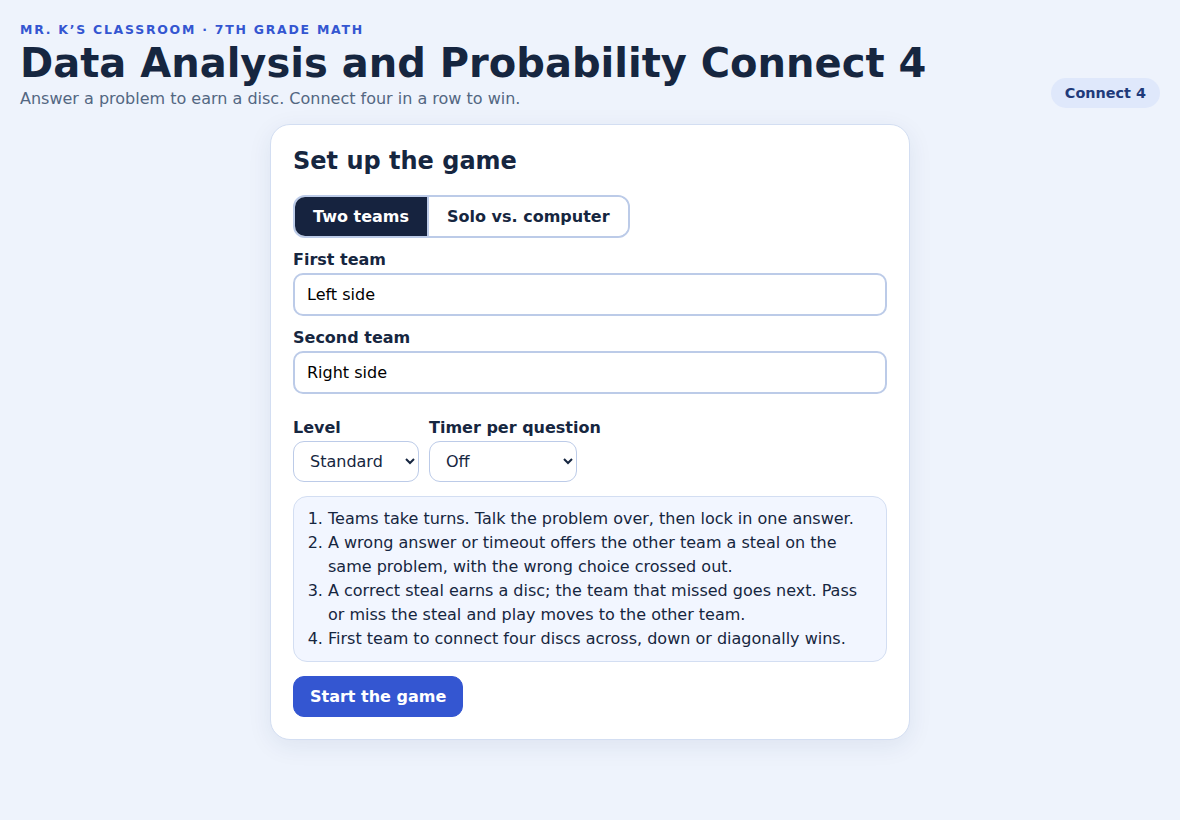 MR. K’S CLASSROOM · 7TH GRADE MATH
Data Analysis and Probability Connect 4
Answer a problem to earn a disc. Connect four in a row to win.
Connect 4
Set up the game
Two teams
Solo vs. computer
First team
Left side
Second team
Right side
Level
Timer per question
Standard
Off
1. Teams take turns. Talk the problem over, then lock in one answer.
2. A wrong answer or timeout offers the other team a steal on the
same problem, with the wrong choice crossed out.
3. A correct steal earns a disc; the team that missed goes next. Pass
or miss the steal and play moves to the other team.
4. First team to connect four discs across, down or diagonally wins.
Start the game